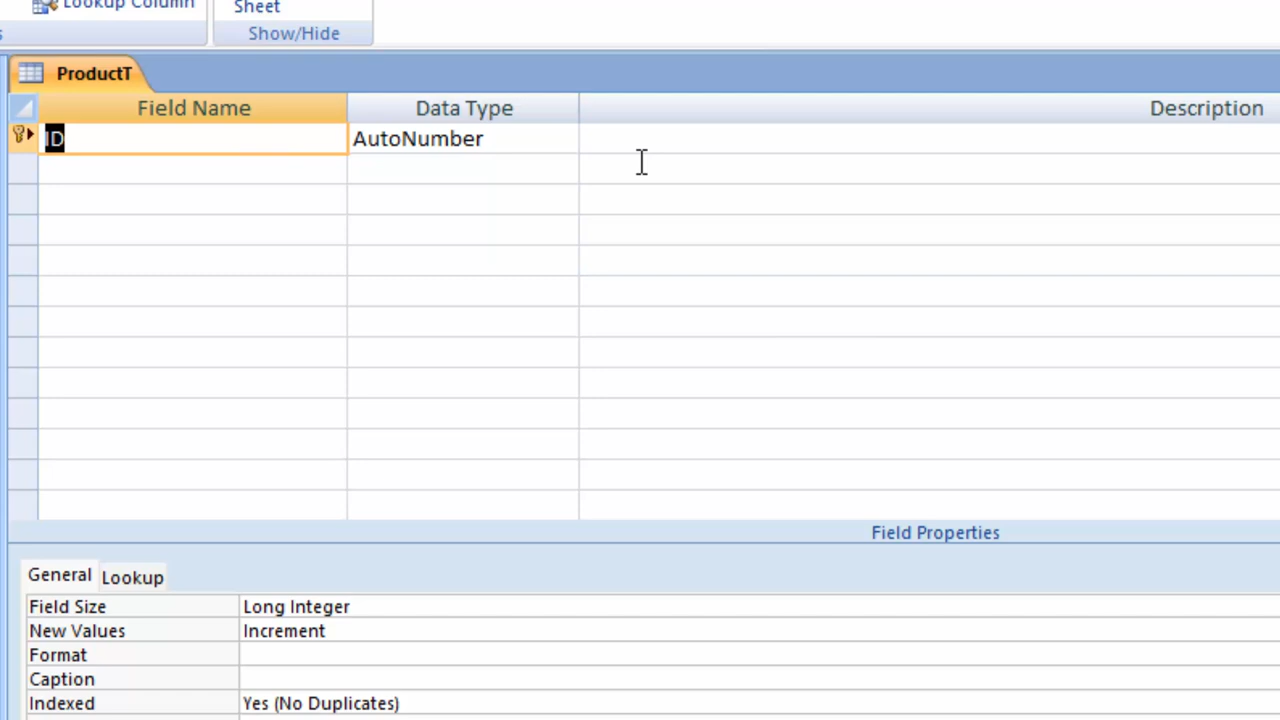 Lookup Column
Sheet
Show/Hide
ProductT
Field Name Data Type Description
ID AutoNumber
Field Properties
General Lookup
Field Size Long Integer
New Values Increment
Format
Caption
Indexed Yes (No Duplicates)